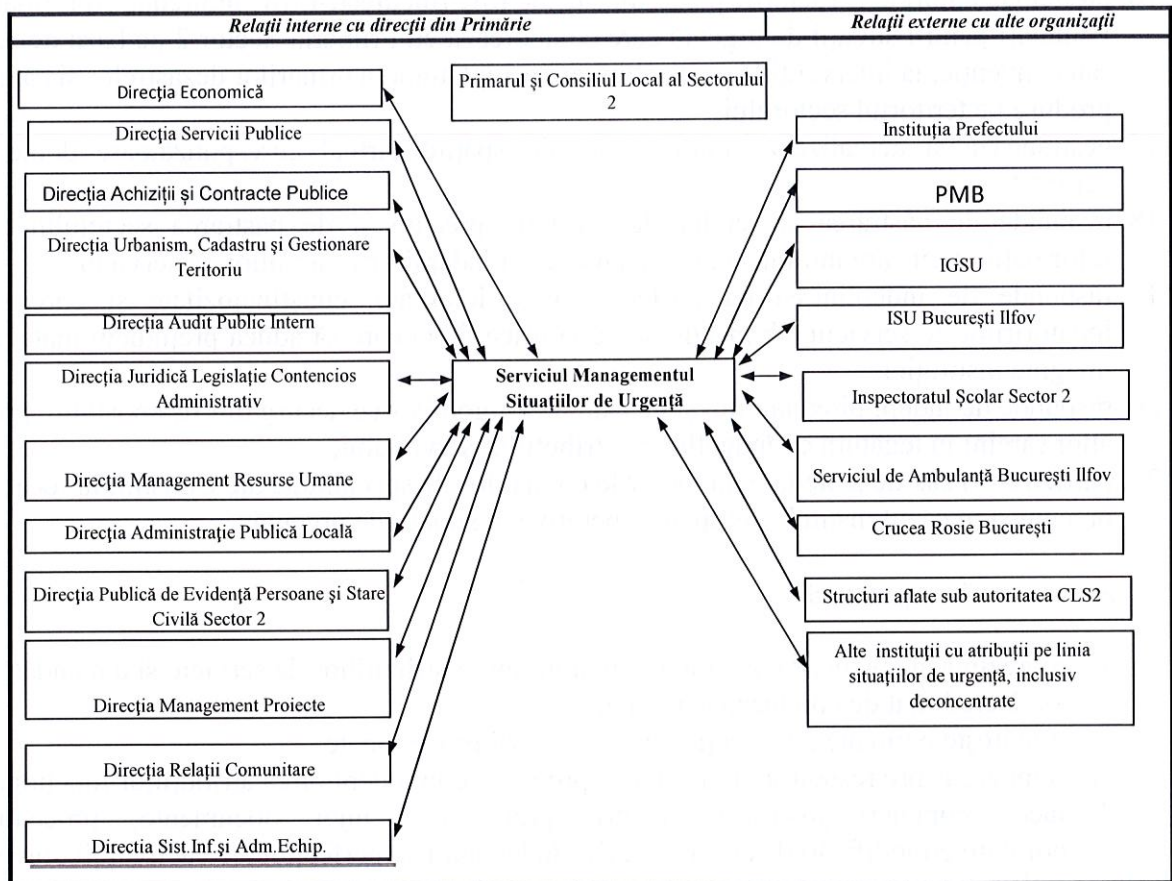 Relații interne cu direcții din Primărie
Relații externe cu alte organizații
Primarul și Consiliul Local al Sectorului
2
Direcția Economică
Direcția Servicii Publice
Direcția Achiziții și Contracte Publice
Direcția Urbanism, Cadastru și Gestionare
Teritoriu
Direcția Audit Public Intern
Direcția Juridică Legislație Contencios
Administrativ
Direcția Management Resurse Umane
Direcția Administrație Publică Locală
Direcția Publică de Evidență Persoane și Stare
Civilă Sector 2
Direcția Management Proiecte
Direcția Relații Comunitare
Directia Sist.Inf.și Adm.Echip.
Serviciul Managementul
Situațiilor de Urgență
Instituția Prefectului
PMB
IGSU
ISU București Ilfov
Inspectoratul Școlar Sector 2
Serviciul de Ambulanță București Ilfov
Crucea Rosie București
Structuri aflate sub autoritatea CLS2
Alte instituții cu atribuții pe linia
situațiilor de urgență, inclusiv
deconcentrate